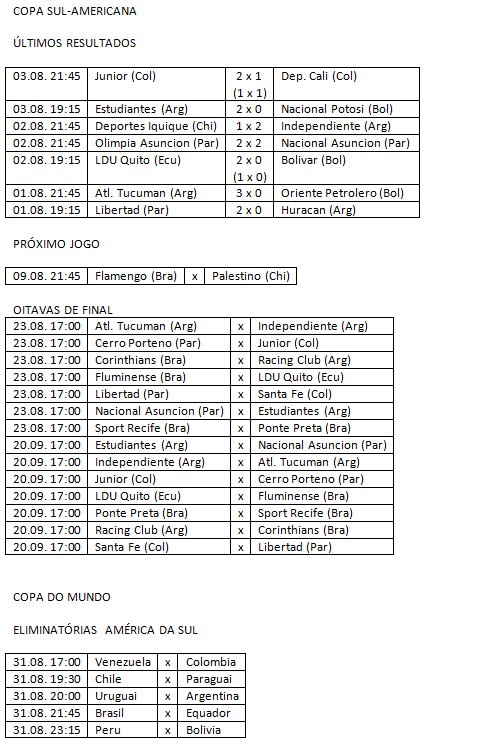 COPA SUL-AMERICANA
ÚLTIMOS RESULTADOS
03.08. 21:45 Junior (Col) 2 x 1 Dep. Cali (Col)
(1 x 1)
03.08. 19:15 Estudiantes (Arg) 2 x 0 Nacional Potosi (Bol)
02.08. 21:45 Deportes Iquique (Chi) 1 x 2 Independiente (Arg)
02.08. 21:45 Olimpia Asuncion (Par) 2 x 2 Nacional Asuncion (Par)
02.08. 19:15 LDU Quito (Ecu) 2 x 0 Bolivar (Bol)
(1 x 0)
01.08. 21:45 Atl. Tucuman (Arg) 3 x 0 Oriente Petrolero (Bol)
01.08. 19:15 Libertad (Par) 2 x 0 Huracan (Arg)
PRÓXIMO JOGO
09.08. 21:45 Flamengo (Bra) x Palestino (Chi)
OITAVAS DE FINAL
23.08. 17:00 Atl. Tucuman (Arg) x Independiente (Arg)
23.08. 17:00 Cerro Porteno (Par) x Junior (Col)
23.08. 17:00 Corinthians (Bra) x Racing Club (Arg)
23.08. 17:00 Fluminense (Bra) x LDU Quito (Ecu)
23.08. 17:00 Libertad (Par) x Santa Fe (Col)
23.08. 17:00 Nacional Asuncion (Par) x Estudiantes (Arg)
23.08. 17:00 Sport Recife (Bra) x Ponte Preta (Bra)
20.09. 17:00 Estudiantes (Arg) x Nacional Asuncion (Par)
20.09. 17:00 Independiente (Arg) x Atl. Tucuman (Arg)
20.09. 17:00 Junior (Col) x Cerro Porteno (Par)
20.09. 17:00 LDU Quito (Ecu) x Fluminense (Bra)
20.09. 17:00 Ponte Preta (Bra) x Sport Recife (Bra)
20.09. 17:00 Racing Club (Arg) x Corinthians (Bra)
20.09. 17:00 Santa Fe (Col) x Libertad (Par)
COPA DO MUNDO
ELIMINATÓRIAS AMÉRICA DA SUL
31.08. 17:00 Venezuela x Colombia
31.08. 19:30 Chile x Paraguai
31.08. 20:00 Uruguai x Argentina
31.08. 21:45 Brasil x Equador
31.08. 23:15 Peru x Bolivia